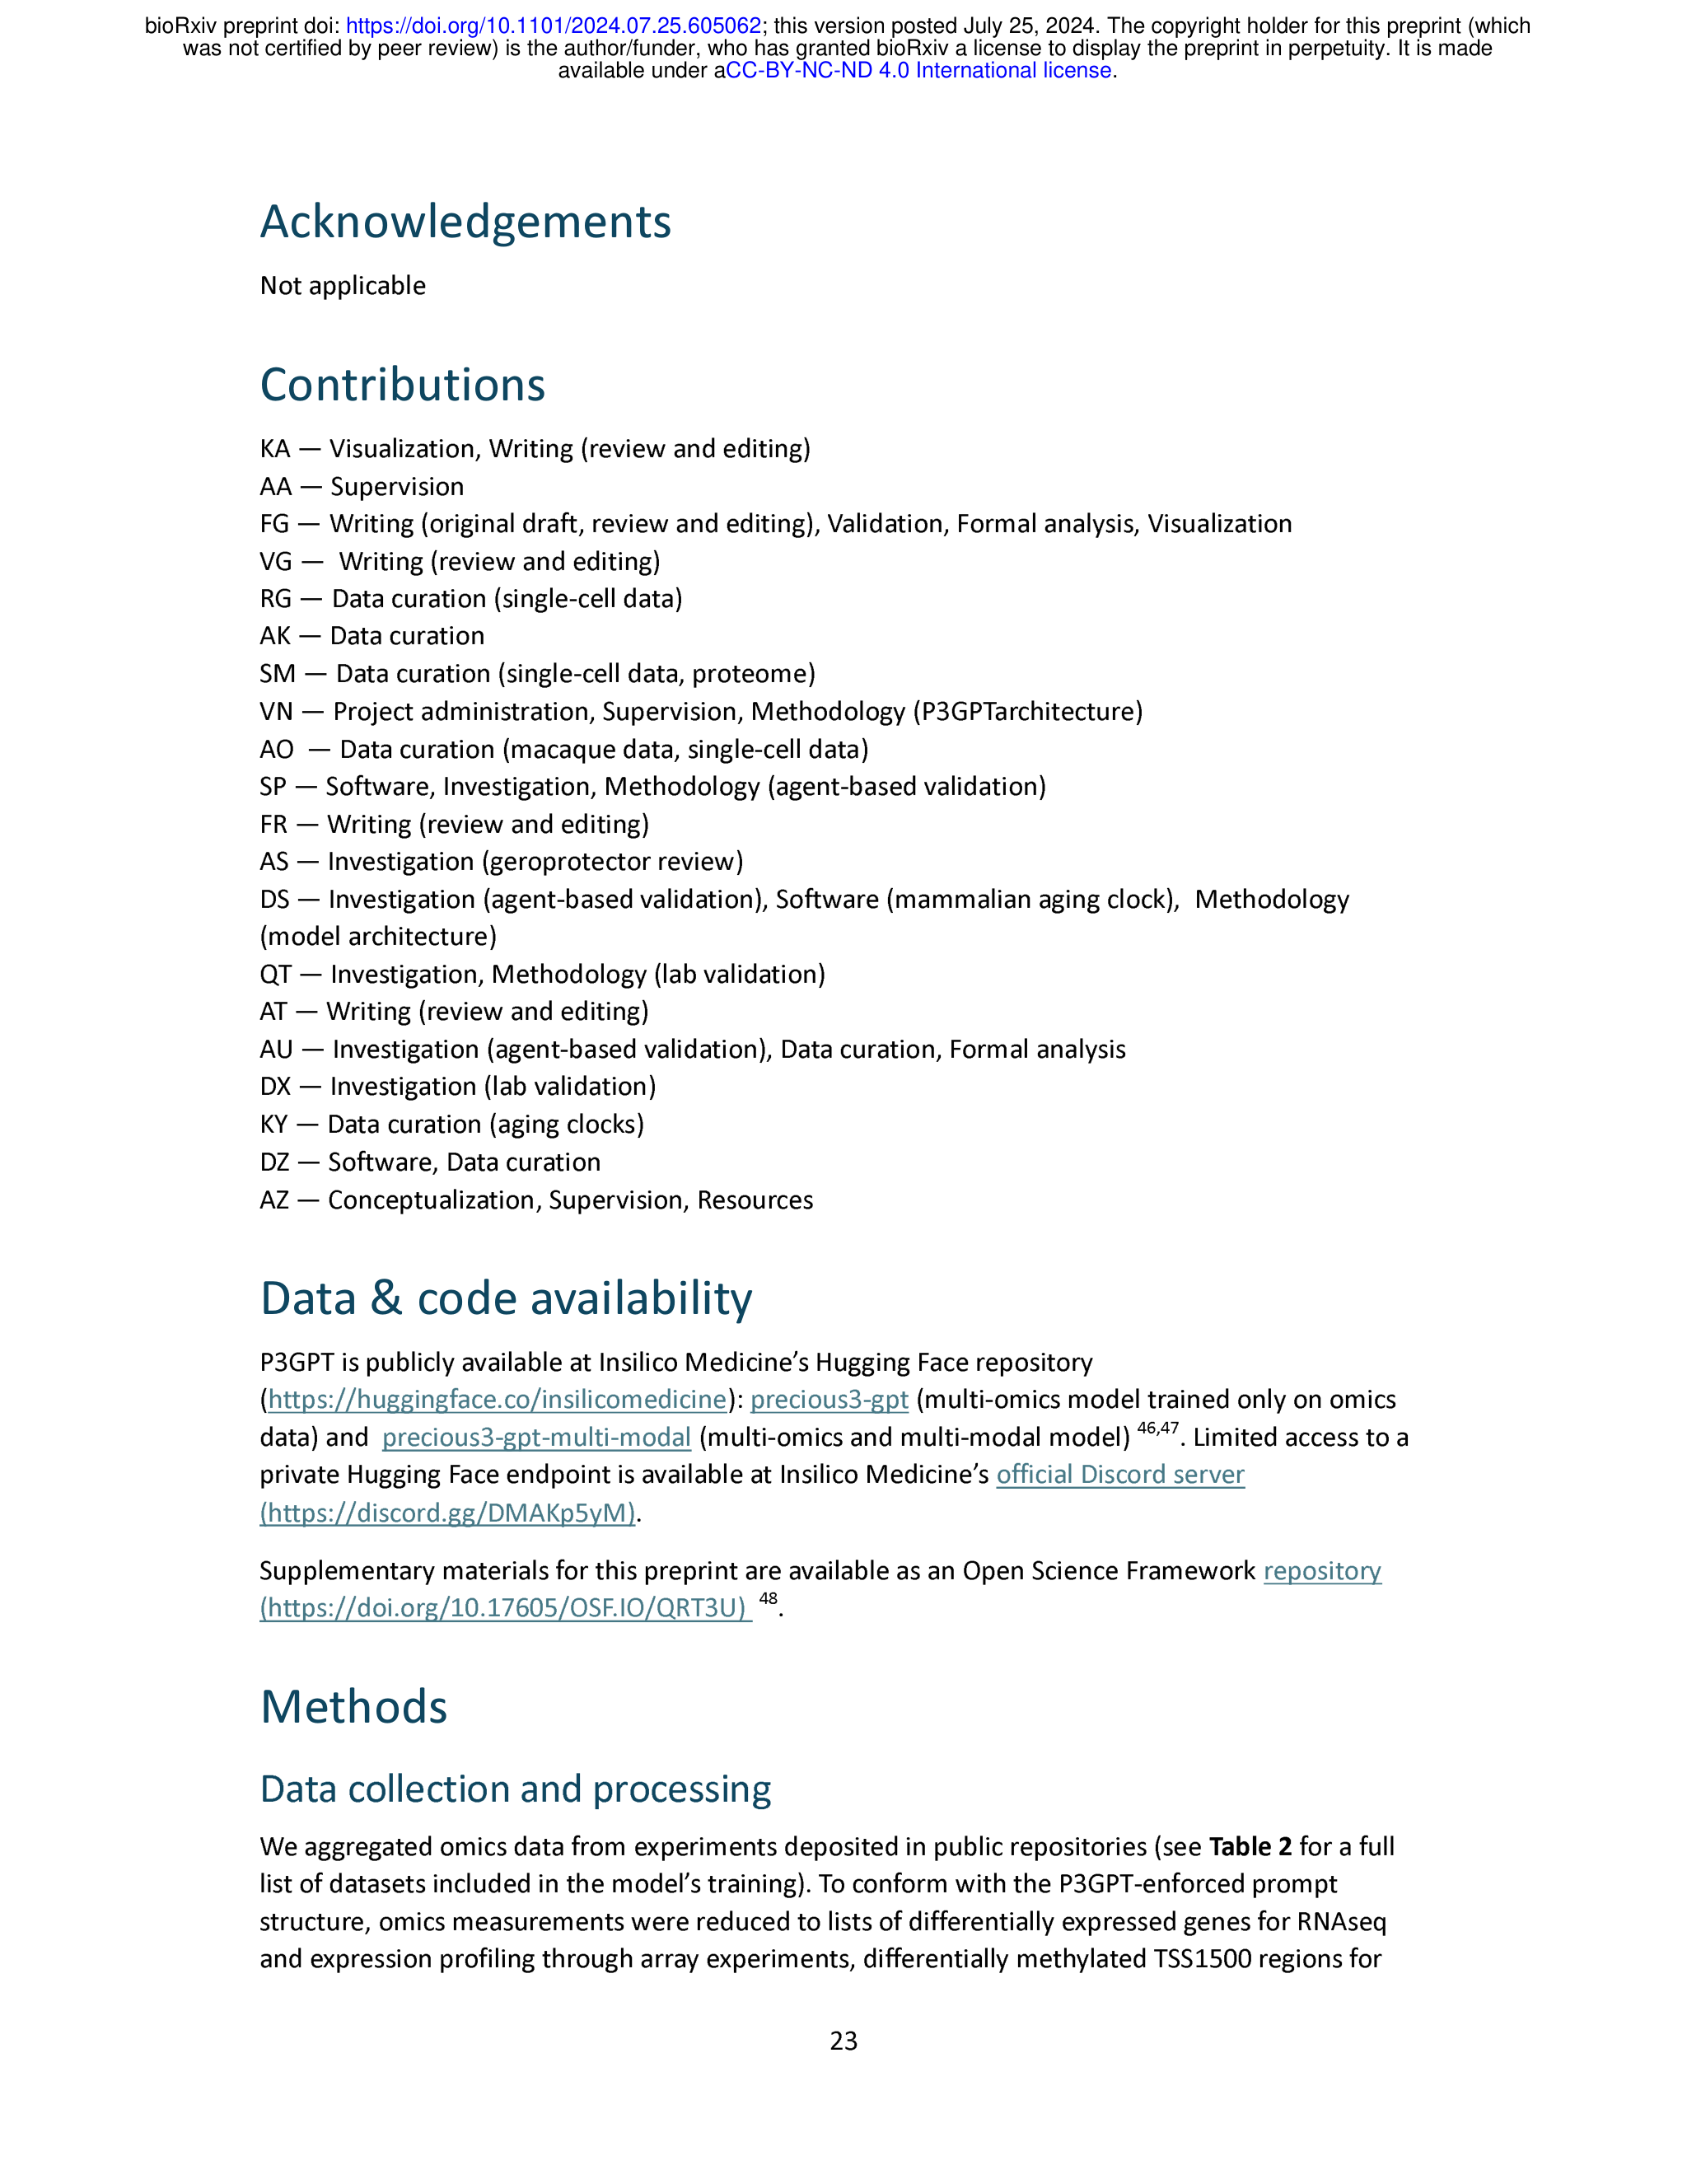 bioRxiv preprint doi: https://doi.org/10.1101/2024.07.25.605062; this version posted July 25, 2024. The copyright holder for this preprint (which
was not certified by peer review) is the author/funder, who has granted bioRxiv a license to display the preprint in perpetuity. It is made
available under aCC-BY-NC-ND 4.0 International license.
Acknowledgements
Not applicable
Contributions
KA — Visualization, Writing (review and editing)
AA — Supervision
FG — Writing (original draft, review and editing), Validation, Formal analysis, Visualization
VG —  Writing (review and editing)
RG — Data curation (single-cell data)
AK — Data curation
SM — Data curation (single-cell data, proteome)
VN — Project administration, Supervision, Methodology (P3GPTarchitecture)
AO  — Data curation (macaque data, single-cell data)
SP — Software, Investigation, Methodology (agent-based validation)
FR — Writing (review and editing)
AS — Investigation (geroprotector review)
DS — Investigation (agent-based validation), Software (mammalian aging clock),  Methodology
(model architecture)
QT — Investigation, Methodology (lab validation)
AT — Writing (review and editing)
AU — Investigation (agent-based validation), Data curation, Formal analysis
DX — Investigation (lab validation)
KY — Data curation (aging clocks)
DZ — Software, Data curation
AZ — Conceptualization, Supervision, Resources
Data & code availability
P3GPT is publicly available at Insilico Medicine’s Hugging Face repository
(https://huggingface.co/insilicomedicine): precious3-gpt (multi-omics model trained only on omics
data) and  precious3-gpt-multi-modal (multi-omics and multi-modal model) 46,47. Limited access to a
private Hugging Face endpoint is available at Insilico Medicine’s official Discord server
(https://discord.gg/DMAKp5yM).
Supplementary materials for this preprint are available as an Open Science Framework repository
(https://doi.org/10.17605/OSF.IO/QRT3U)  48.
Methods
Data collection and processing
We aggregated omics data from experiments deposited in public repositories (see Table 2 for a full
list of datasets included in the model’s training). To conform with the P3GPT-enforced prompt
structure, omics measurements were reduced to lists of differentially expressed genes for RNAseq
and expression profiling through array experiments, differentially methylated TSS1500 regions for
23